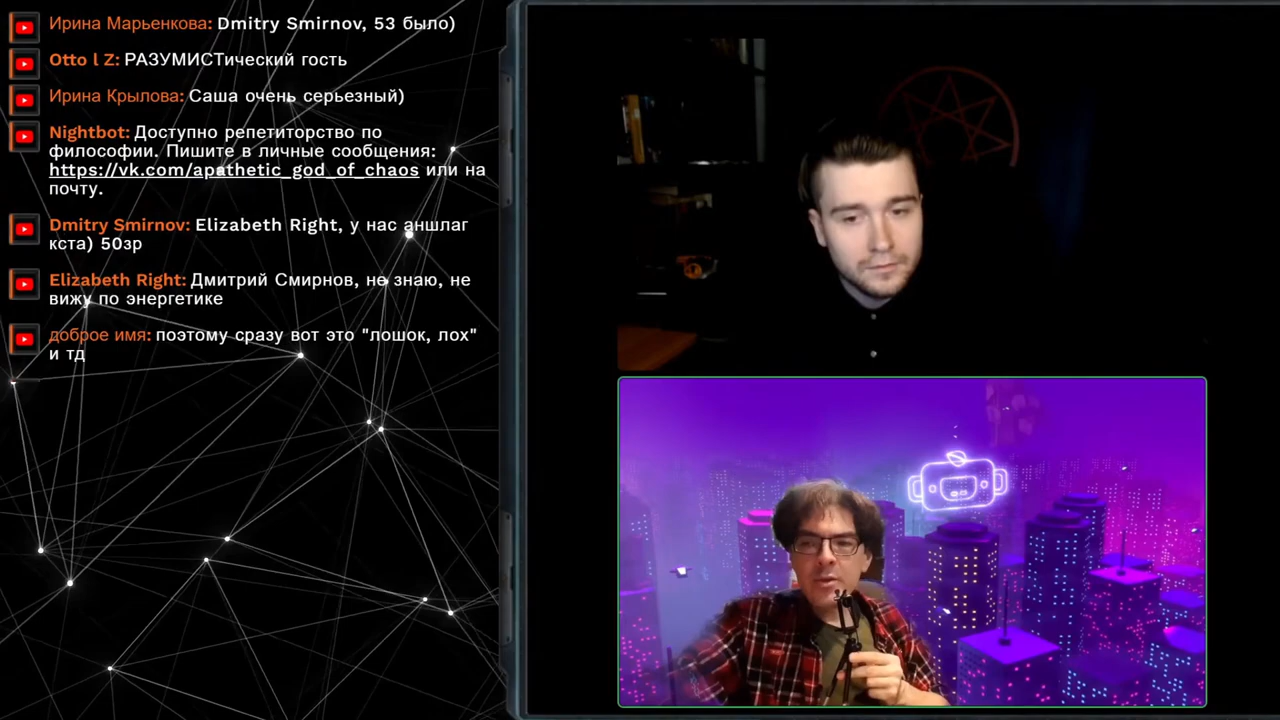 Ирина Марьенкова: Dmitry Smirnov, 53 было)
Otto l Z: РАЗУМИСТический гость
Ирина Крылова: Саша очень серьезный)
Nightbot: Доступно репетиторство по
философии. Пишите в личные сообщения:
https://vk.com/apathetic_god_of_chaos или на
почту.
Dmitry Smirnov: Elizabeth Right, у нас аншлаг
кста) 50зр
Elizabeth Right: Дмитрий Смирнов, не знаю, не
вижу по энергетике
доброе имя: поэтому сразу вот это "лошок, лох"
и тд